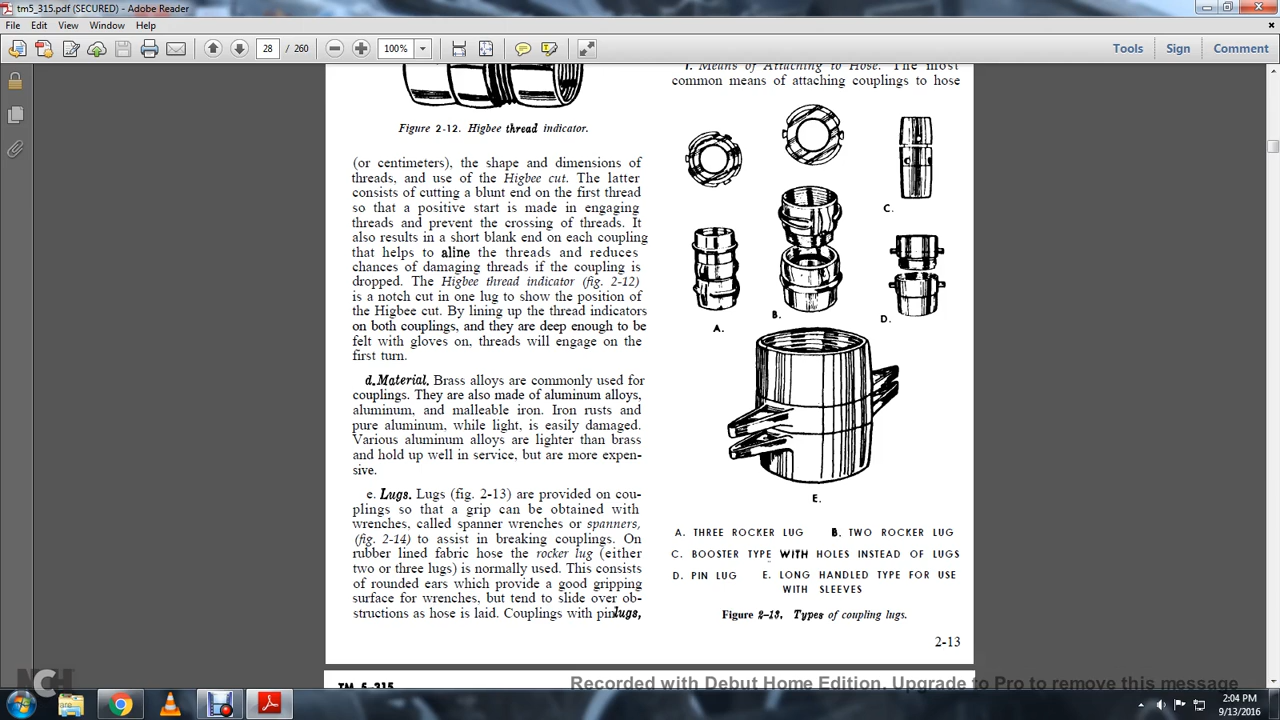 tm5_315.pdf (SECURED) - Adobe Reader
File Edit View Window Help
28 / 260 100% Tools Sign Comment
Figure 2-12. Higbee thread indicator.
(or centimeters), the shape and dimensions of
threads, and use of the Higbee cut. The latter
consists of cutting a blunt end on the first thread
so that a positive start is made in engaging
threads and prevent the crossing of threads. It
also results in a short blank end on each coupling
that helps to aline the threads and reduces
chances of damaging threads if the coupling is
dropped. The Higbee thread indicator (fig. 2-12)
is a notch cut in one lug to show the position of
the Higbee cut. By lining up the thread indicators
on both couplings, and they are deep enough to be
felt with gloves on, threads will engage on the
first turn.
d. Material. Brass alloys are commonly used for
couplings. They are also made of aluminum alloys,
aluminum, and malleable iron. Iron rusts and
pure aluminum, while light, is easily damaged.
Various aluminum alloys are lighter than brass
and hold up well in service, but are more expen-
sive.
e. Lugs. Lugs (fig. 2-13) are provided on cou-
plings so that a grip can be obtained with
wrenches, called spanner wrenches or spanners,
(fig. 2-14) to assist in breaking couplings. On
rubber lined fabric hose the rocker lug (either
two or three lugs) is normally used. This consists
of rounded ears which provide a good gripping
surface for wrenches, but tend to slide over ob-
structions as hose is laid. Couplings with pin lugs,
f. Means of Attaching to Hose. The most
common means of attaching couplings to hose
C.
A.
B.
D.
E.
A. THREE ROCKER LUG B. TWO ROCKER LUG
C. BOOSTER TYPE WITH HOLES INSTEAD OF LUGS
D. PIN LUG E. LONG HANDLED TYPE FOR USE
WITH SLEEVES
Figure 2-13. Types of coupling lugs.
2-13
TM 5-315
Recorded with Debut Home Edition. Upgrade to Pro to remove this message
NCH
2:04 PM
9/13/2016